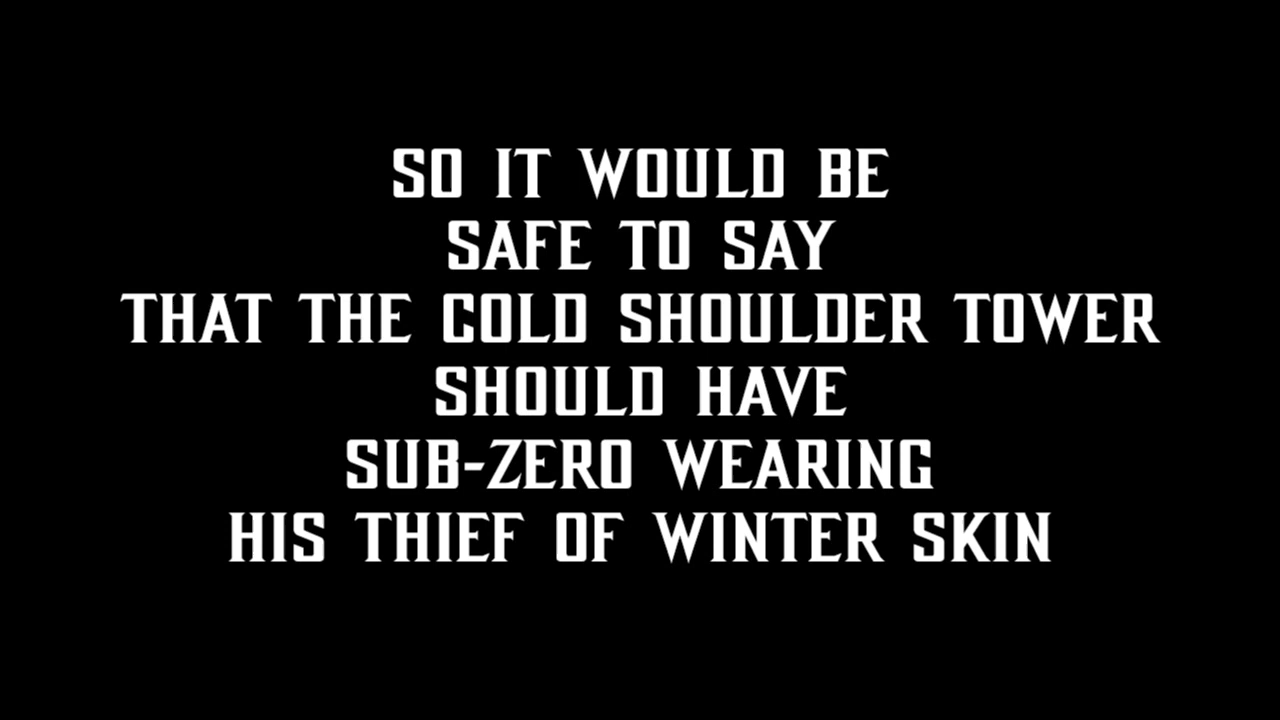 SO IT WOULD BE
SAFE TO SAY
THAT THE COLD SHOULDER TOWER
SHOULD HAVE
SUB-ZERO WEARING
HIS THIEF OF WINTER SKIN